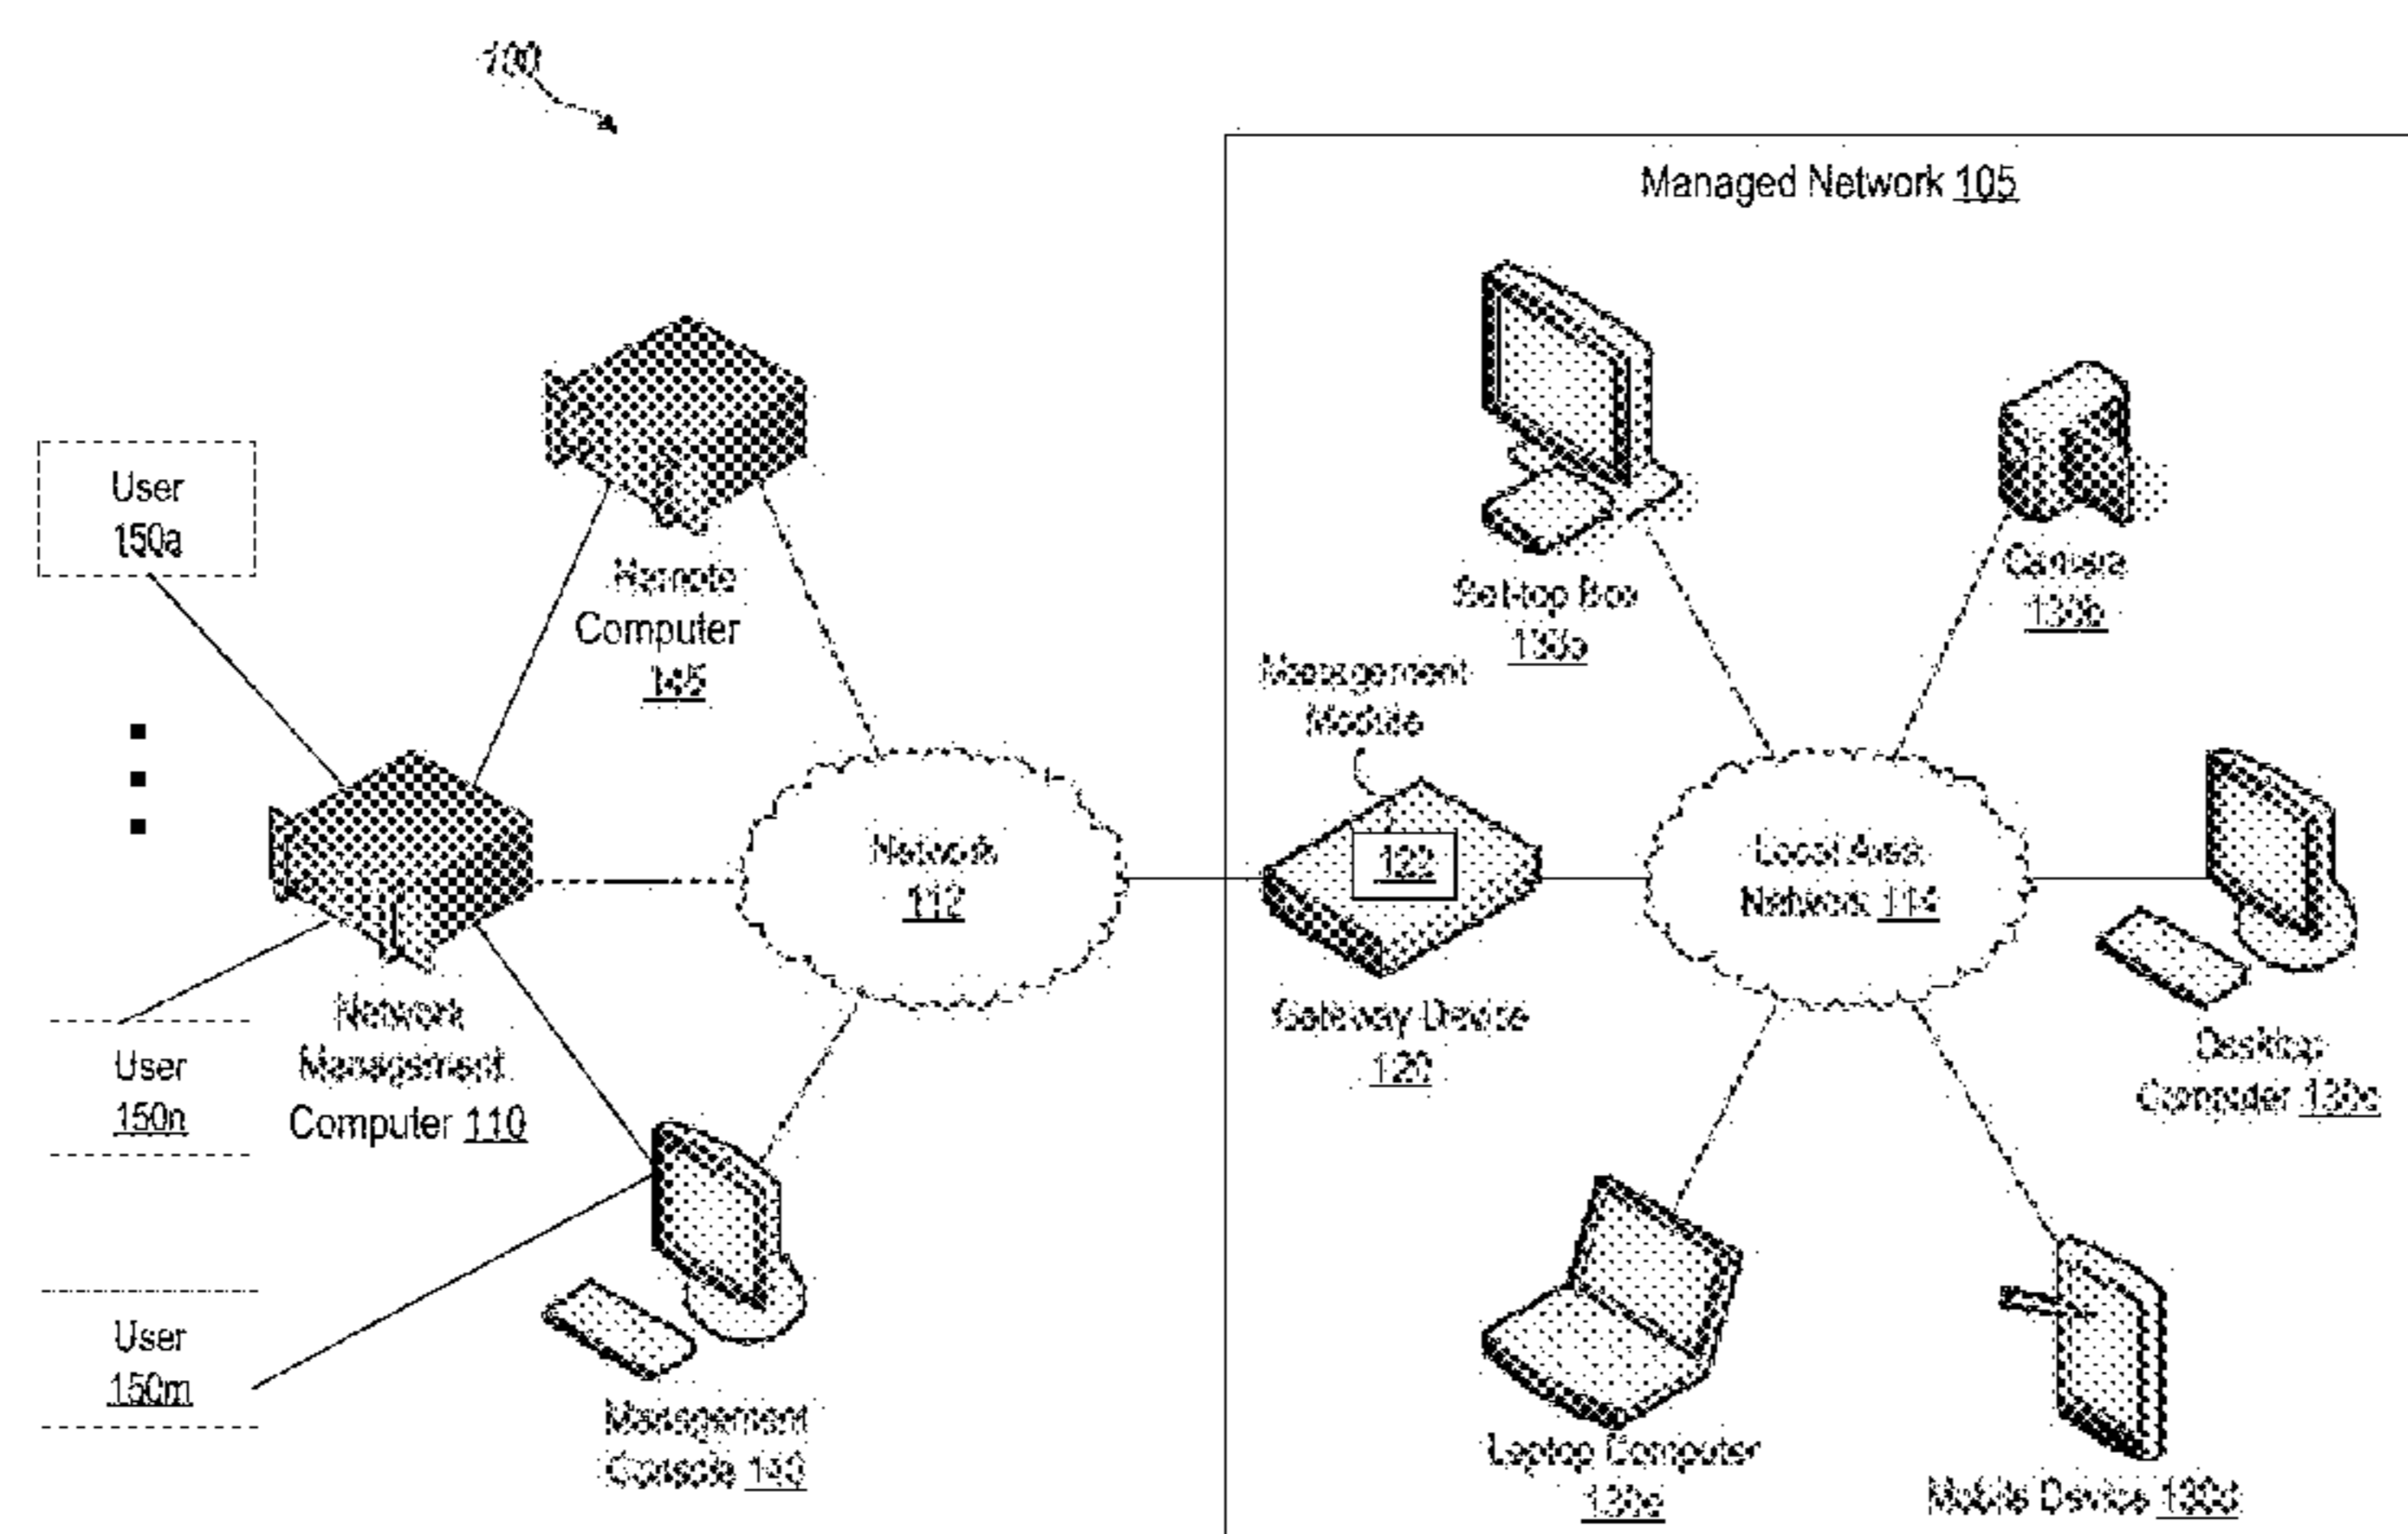 100
Managed Network 105
User
150a
Remote
Computer
145
Set-top Box
Camera
130b
Management
Module
Network
112
122
Local Area
Network 114
Network
Management
Computer 110
User
150n
Gateway Device
120
Desktop
Computer 130c
User
150m
Management
Console 140
Laptop Computer
Mobile Device 130d